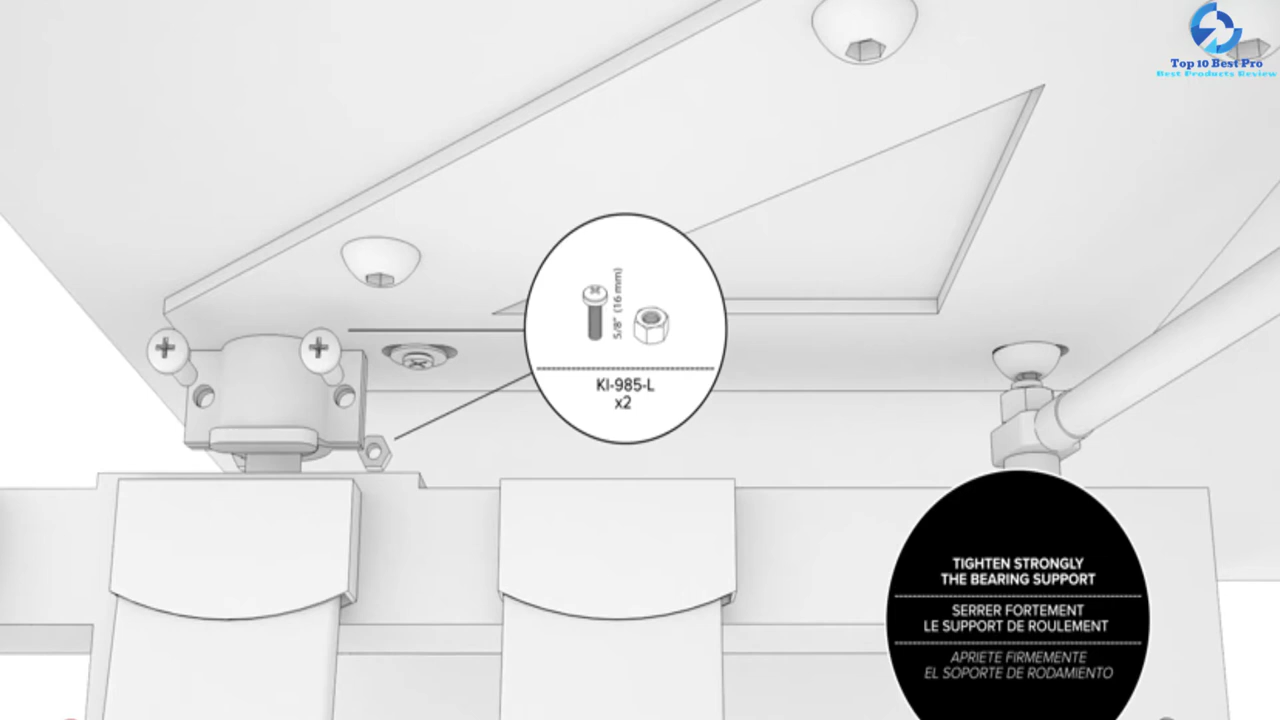 Top 10 Best Pro
Best Products Review
5/8" (16 mm)
KI-985-L
x2
TIGHTEN STRONGLY
THE BEARING SUPPORT
SERRER FORTEMENT
LE SUPPORT DE ROULEMENT
APRIETE FIRMEMENTE
EL SOPORTE DE RODAMIENTO